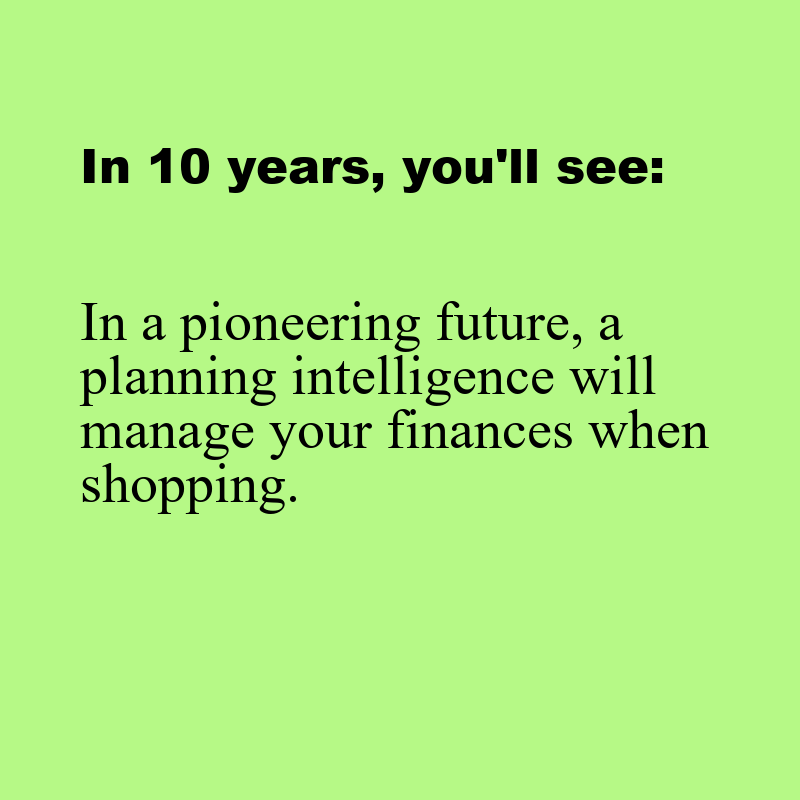 In 10 years, you'll see:
In a pioneering future, a
planning intelligence will
manage your finances when
shopping.